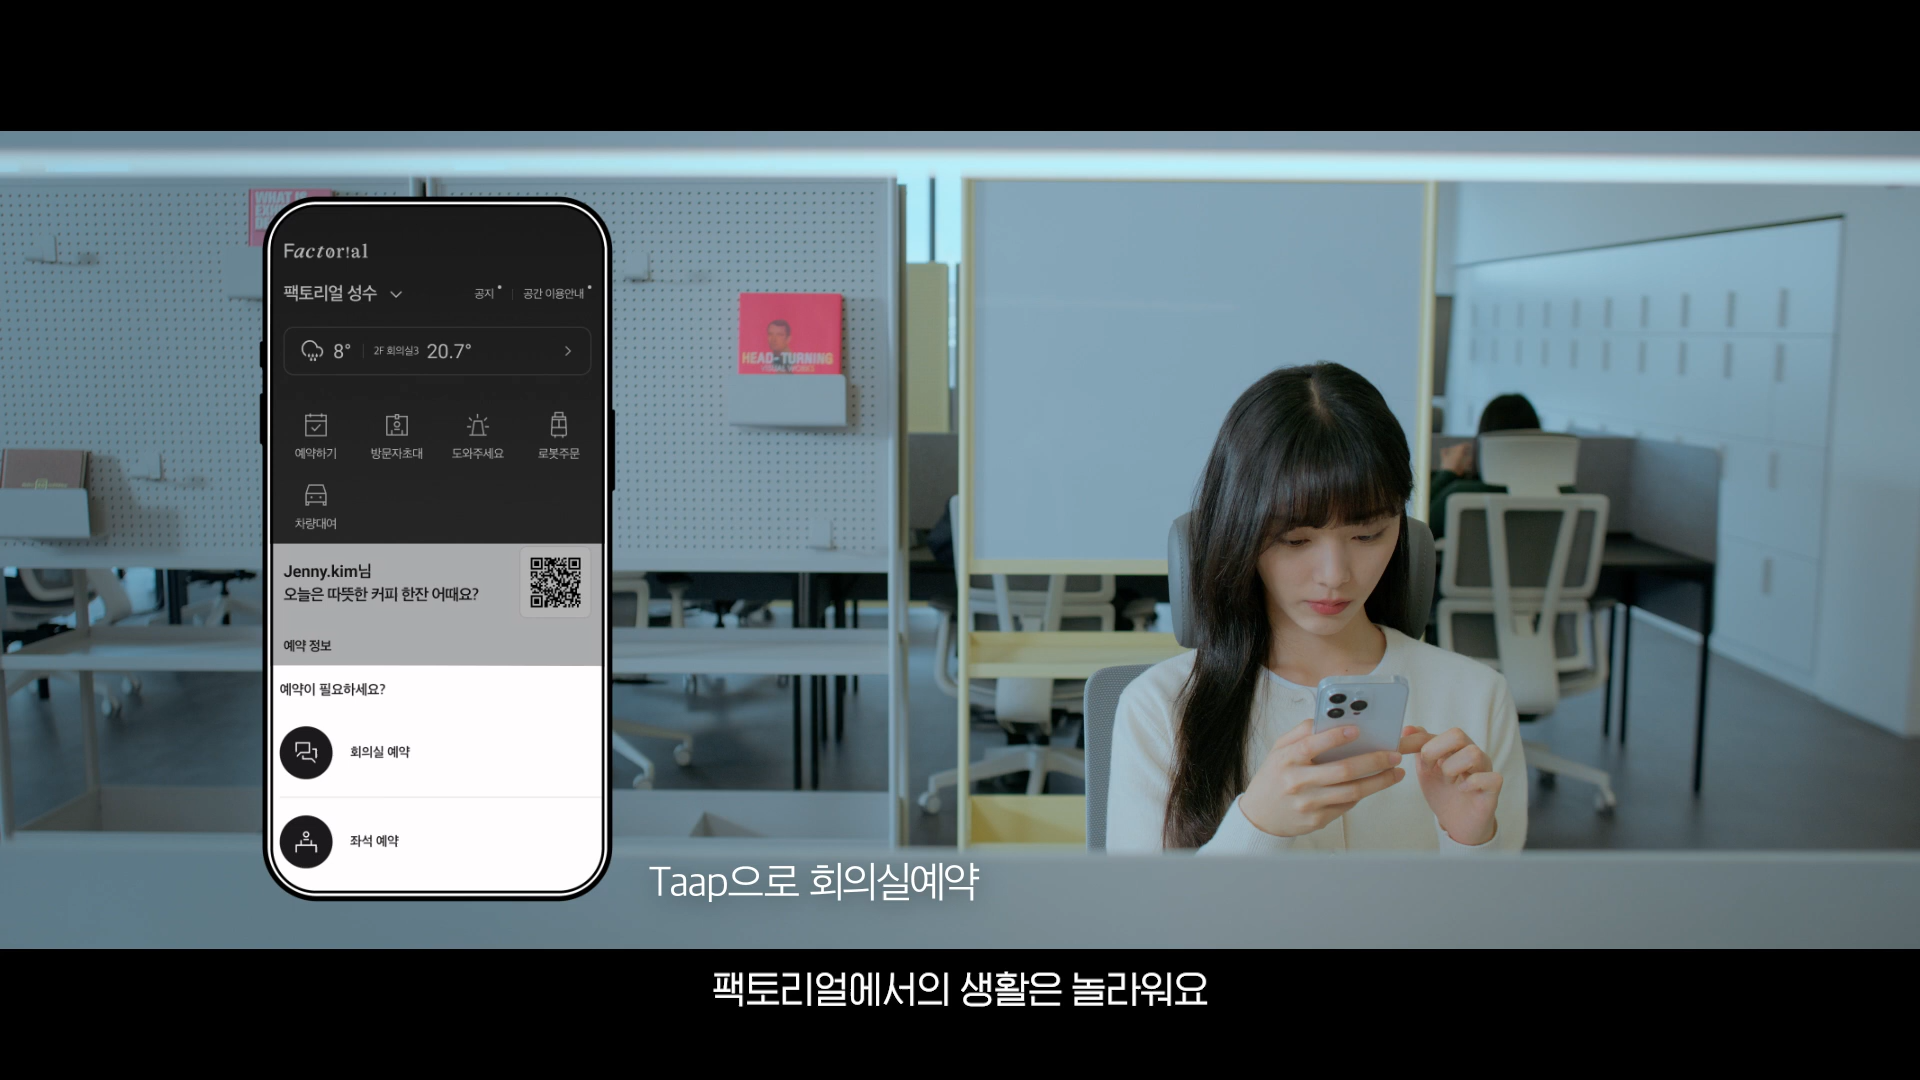 WHAT IS
Factor!al
팩토리얼 성수
공지
공간 이용안내
8°
2F 회의실3
20.7°
예약하기
방문자초대
도와주세요
로봇주문
차량대여
Jenny.kim님
오늘은 따뜻한 커피 한잔 어때요?
예약 정보
예약이 필요하세요?
회의실 예약
좌석 예약
HEAD-TURNING
VISUAL WORKS
Taap으로 회의실예약
팩토리얼에서의 생활은 놀라워요